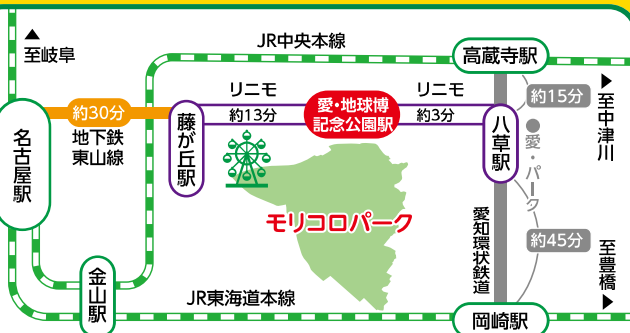 ▲
至岐阜
JR中央本線
高蔵寺駅
リニモ
愛・地球博
記念公園駅
リニモ
約15分
▶
至中津川
約30分
約13分
約3分
名古屋駅
地下鉄
東山線
藤が丘駅
八草駅
●愛・パーク
モリコロパーク
愛知環状鉄道
約45分
至豊橋
▶
金山駅
JR東海道本線
岡崎駅